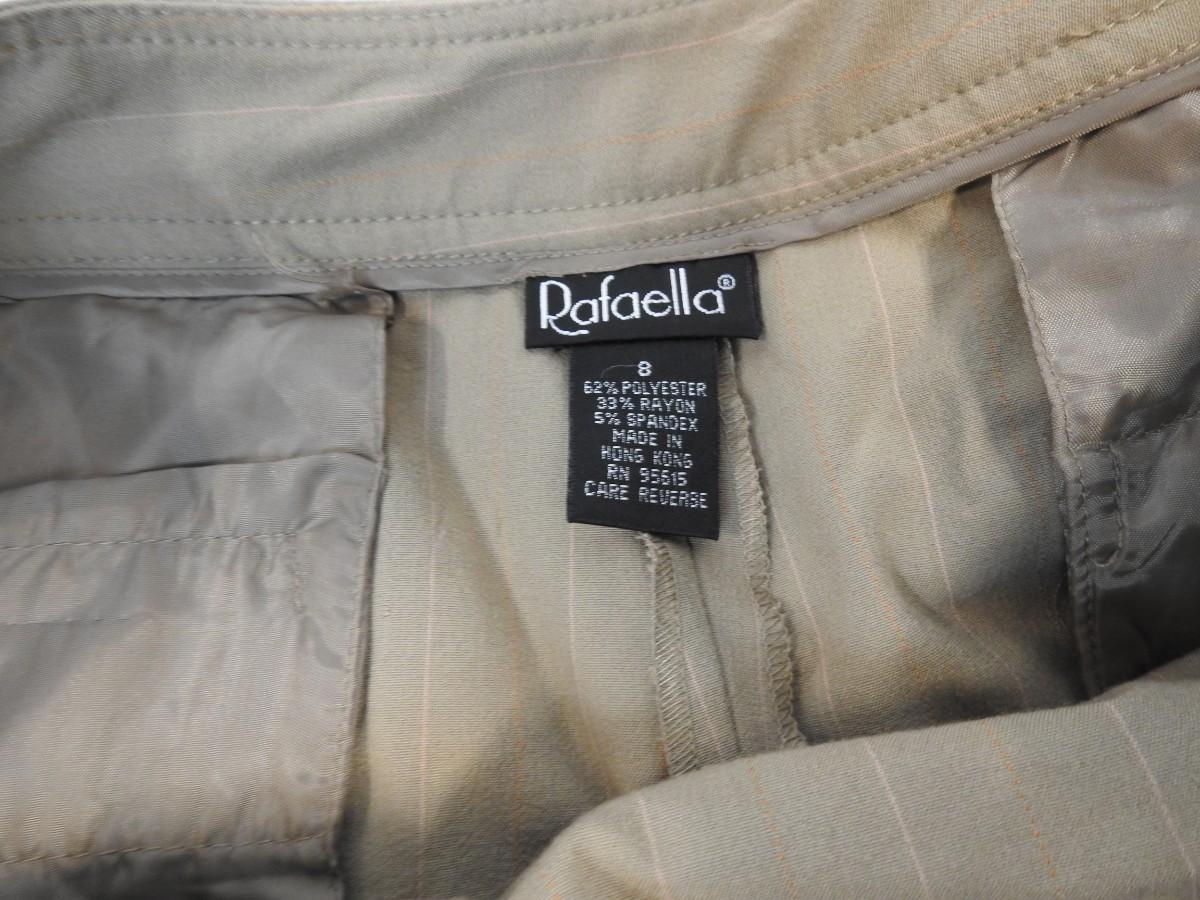 Rafaella®
8
62% POLYESTER
33% RAYON
5% SPANDEX
MADE IN
HONG KONG
RN 95615
CARE REVERSE